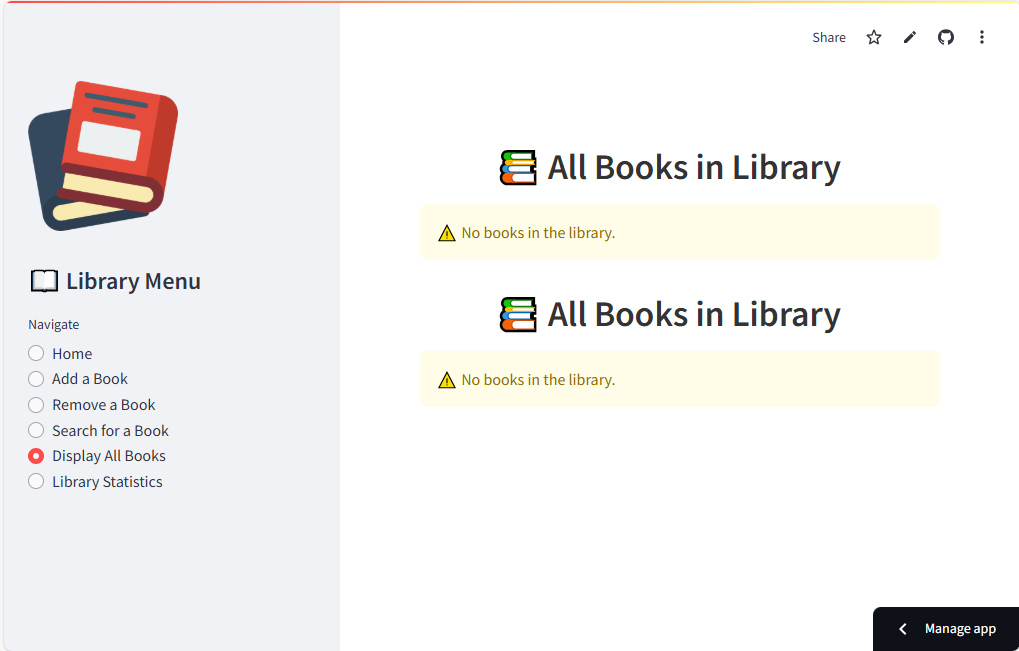 Share
Library Menu
Navigate
Home
Add a Book
Remove a Book
Search for a Book
Display All Books
Library Statistics
All Books in Library
No books in the library.
All Books in Library
No books in the library.
Manage app